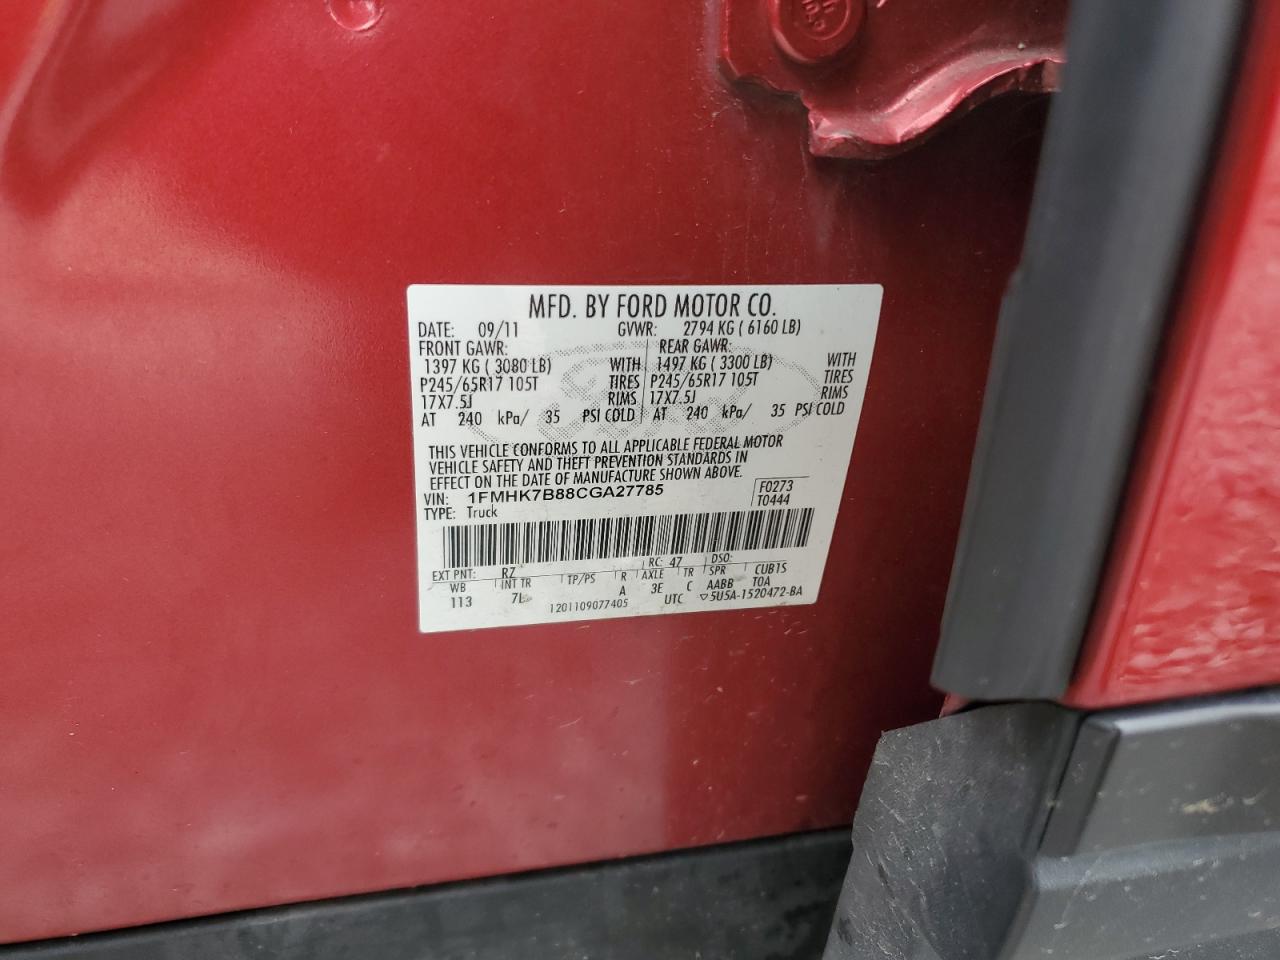 MFD. BY FORD MOTOR CO.
DATE: 09/11 GVWR: 2794 KG ( 6160 LB)
FRONT GAWR: REAR GAWR:
1397 KG ( 3080 LB) WITH 1497 KG ( 3300 LB) WITH
P245/65R17 105T TIRES P245/65R17 105T TIRES
17X7.5J RIMS 17X7.5J RIMS
AT 240 kPa/ 35 PSI COLD AT 240 kPa/ 35 PSI COLD
THIS VEHICLE CONFORMS TO ALL APPLICABLE FEDERAL MOTOR
VEHICLE SAFETY AND THEFT PREVENTION STANDARDS IN
EFFECT ON THE DATE OF MANUFACTURE SHOWN ABOVE.
VIN: 1FMHK7B88CGA27785 F0273
TYPE: Truck T0444
EXT PNT: RZ RC: 47 DSO:
WB INT TR TP/PS R AXLE TR SPR CUB1S
113 7L A 3E C AABB T0A
1201109077405 UTC ▽5U5A-1520472-BA